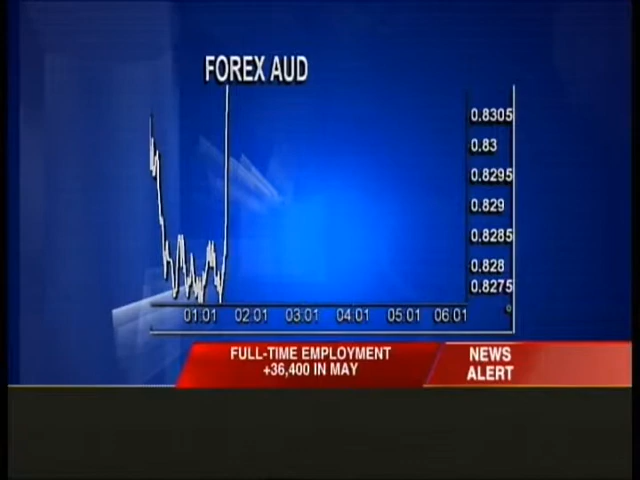 FOREX AUD
0.8305
0.83
0.8295
0.829
0.8285
0.828
0.8275
01:01 02:01 03:01 04:01 05:01 06:01
FULL-TIME EMPLOYMENT
+36,400 IN MAY
NEWS
ALERT